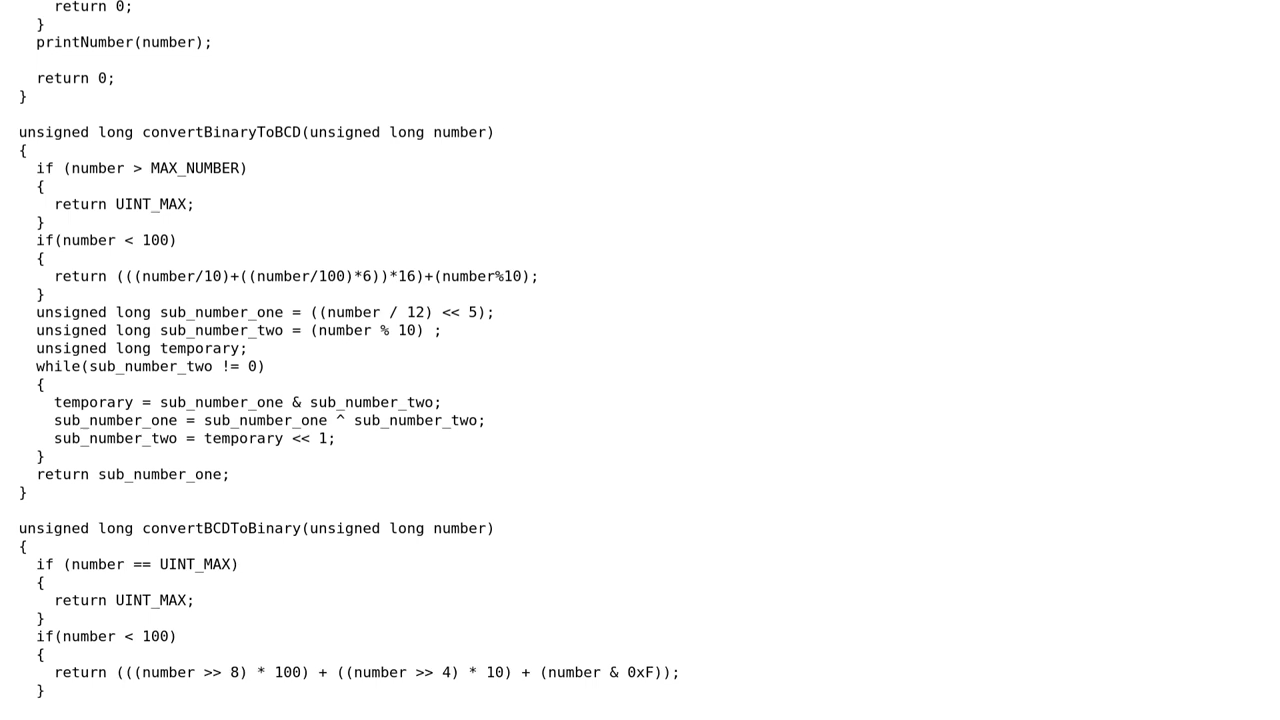 return 0;
  }
  printNumber(number);

  return 0;
}

unsigned long convertBinaryToBCD(unsigned long number)
{
  if (number > MAX_NUMBER)
  {
    return UINT_MAX;
  }
  if(number < 100)
  {
    return (((number/10)+((number/100)*6))*16)+(number%10);
  }
  unsigned long sub_number_one = ((number / 12) << 5);
  unsigned long sub_number_two = (number % 10) ;
  unsigned long temporary;
  while(sub_number_two != 0)
  {
    temporary = sub_number_one & sub_number_two;
    sub_number_one = sub_number_one ^ sub_number_two;
    sub_number_two = temporary << 1;
  }
  return sub_number_one;
}

unsigned long convertBCDToBinary(unsigned long number)
{
  if (number == UINT_MAX)
  {
    return UINT_MAX;
  }
  if(number < 100)
  {
    return (((number >> 8) * 100) + ((number >> 4) * 10) + (number & 0xF));
  }